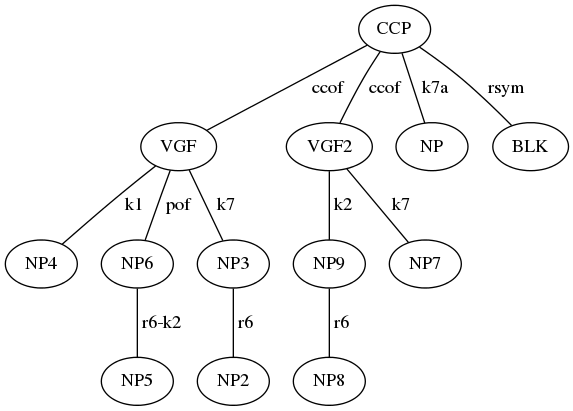 CCP
ccof ccof k7a rsym
VGF VGF2 NP BLK
k1 pof k7 k2 k7
NP4 NP6 NP3 NP9 NP7
r6-k2 r6 r6
NP5 NP2 NP8